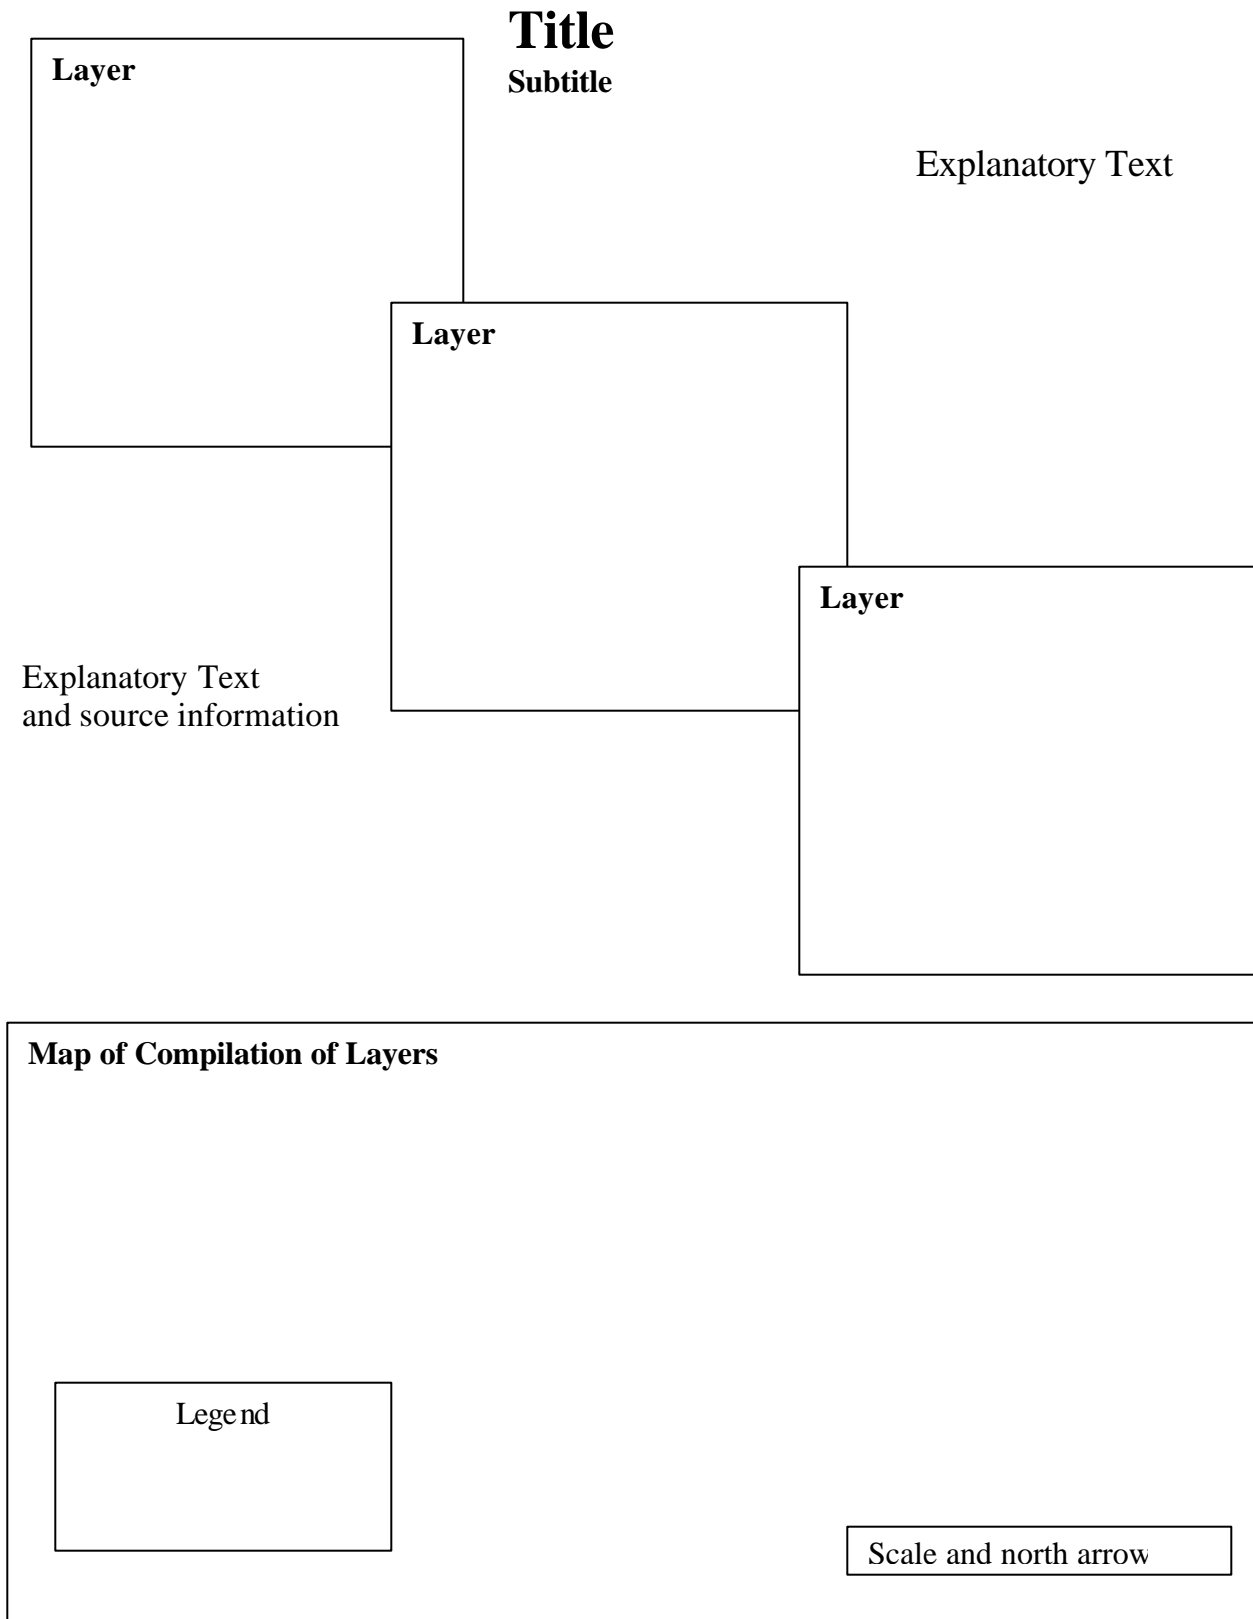 Title
Subtitle
Layer
Explanatory Text
Layer
Layer
Explanatory Text
and source information
Map of Compilation of Layers
Legend
Scale and north arrow